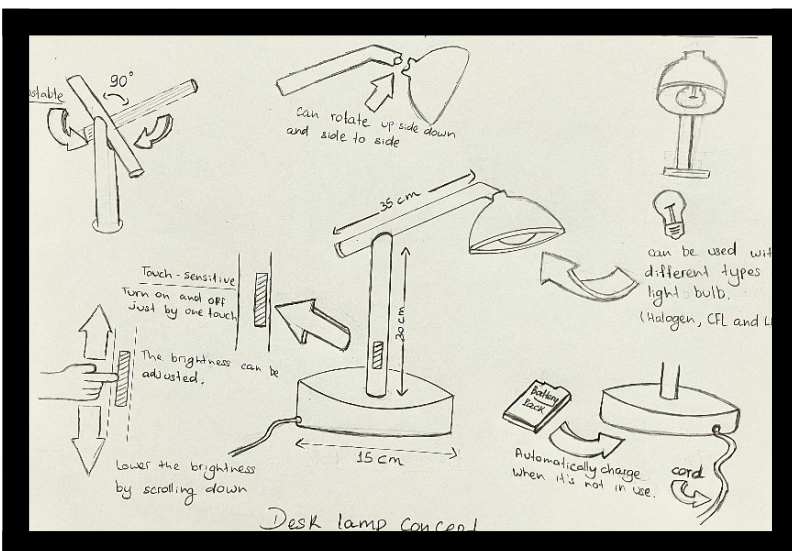 stable
90°
Can rotate up side down
and side to side
35 cm
can be used wit
different types
light bulb.
(Halogen, CFL and L
Touch-sensitive
Turn on and off
just by one touch
30cm
The brightness can be
adjusted.
Lower the brightness
by scrolling down
15 cm
Battery
Pack
Automatically charge
when it's not in use.
cord
Desk lamp concept